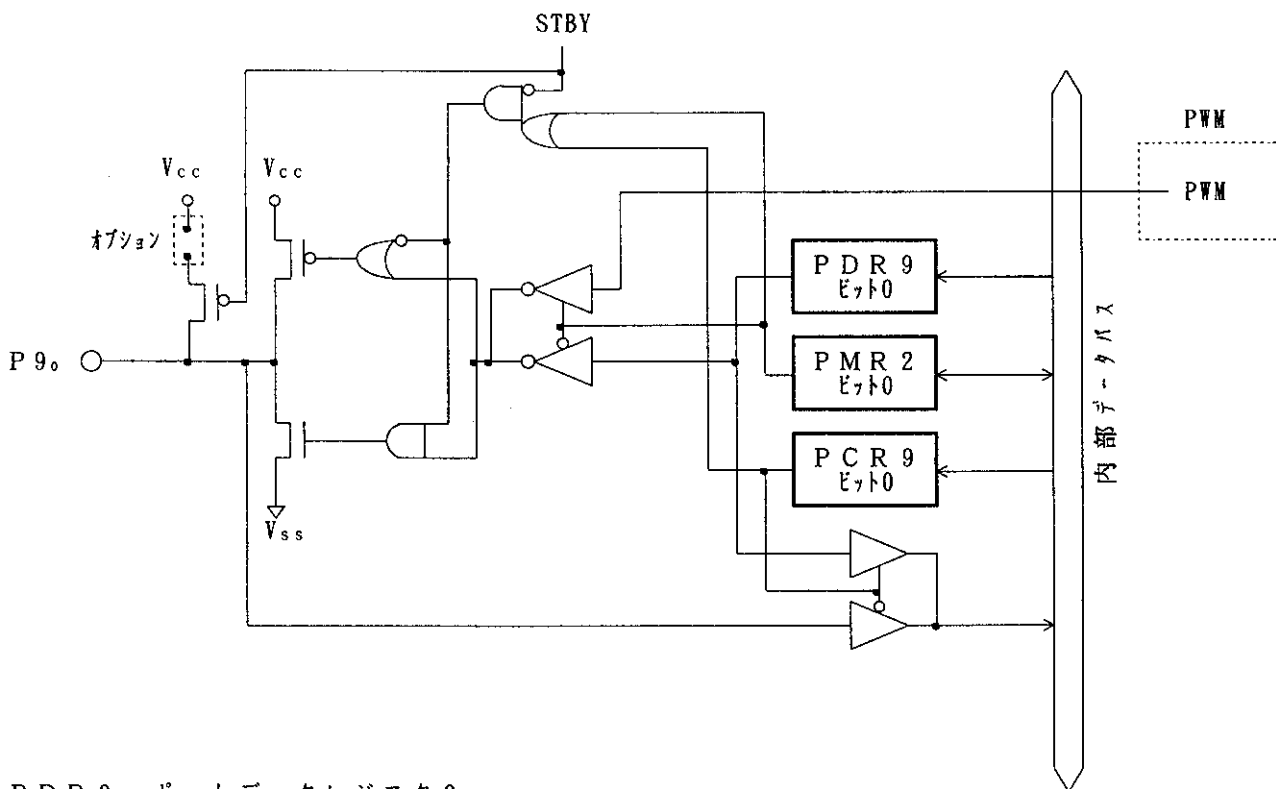 STBY
PWM
PWM
Vcc
Vcc
オプション
PDR9
ビット0
PMR2
ビット0
P9₀
PCR9
ビット0
内部データバス
Vss